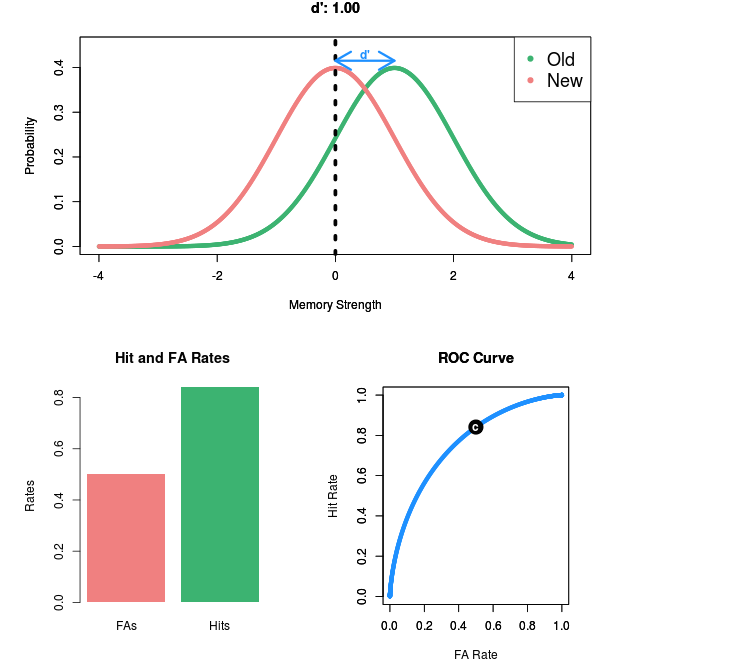 d': 1.00
d'
Old
New
Probability
0.0
0.1
0.2
0.3
0.4
-4
-2
0
2
4
Memory Strength
Hit and FA Rates
Rates
0.0
0.2
0.4
0.6
0.8
FAs
Hits
ROC Curve
Hit Rate
0.0
0.2
0.4
0.6
0.8
1.0
c
0.0
0.2
0.4
0.6
0.8
1.0
FA Rate